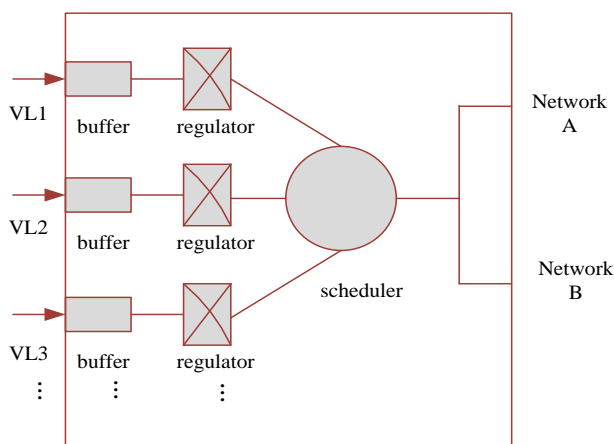 VL1
buffer
regulator
Network
A
VL2
buffer
regulator
scheduler
Network
B
VL3
buffer
regulator